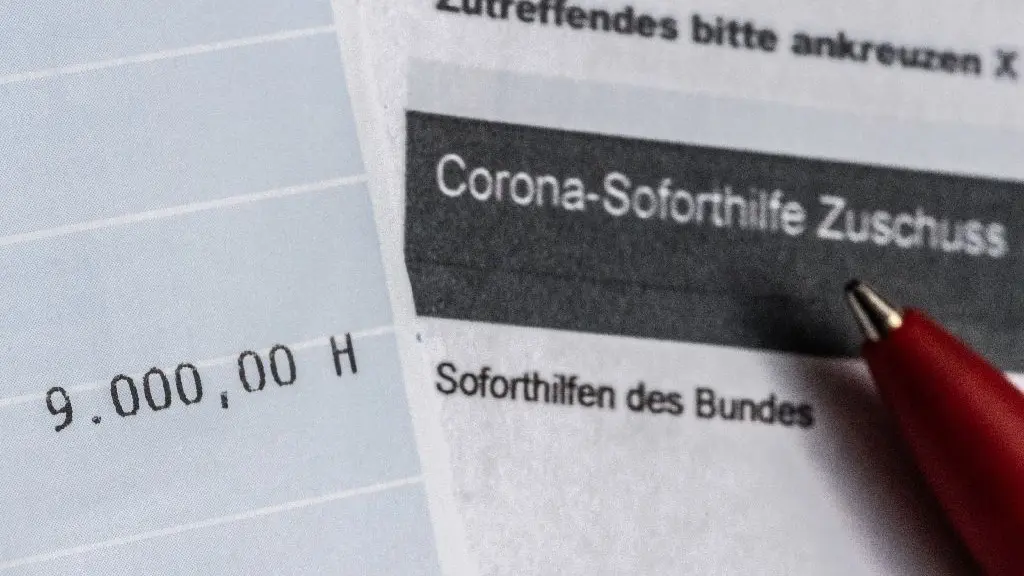 Zutreffendes bitte ankreuzen X
Corona-Soforthilfe Zuschuss
Soforthilfen des Bundes
9.000,00 H